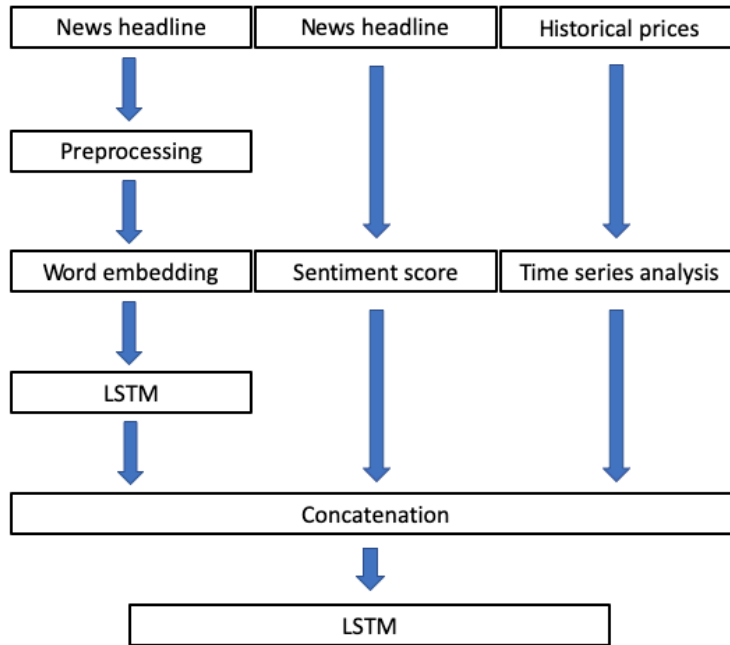 News headline
News headline
Historical prices
Preprocessing
Word embedding
Sentiment score
Time series analysis
LSTM
Concatenation
LSTM